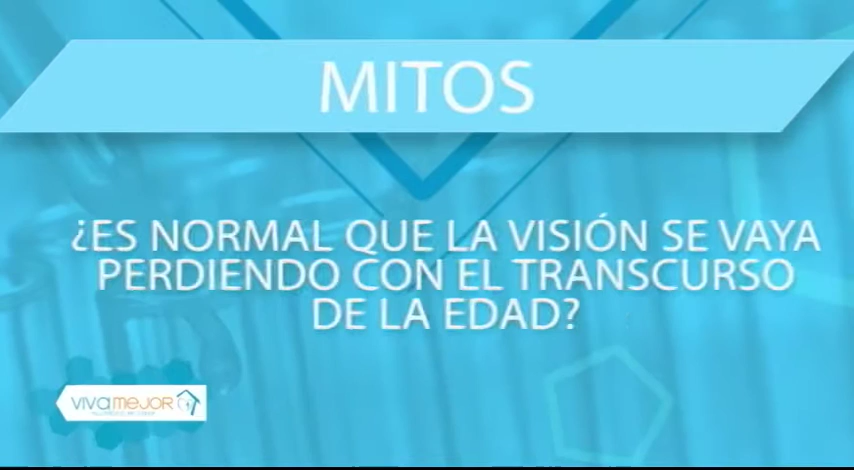 MITOS
¿ES NORMAL QUE LA VISIÓN SE VAYA
PERDIENDO CON EL TRANSCURSO
DE LA EDAD?
VIVAMEJOR